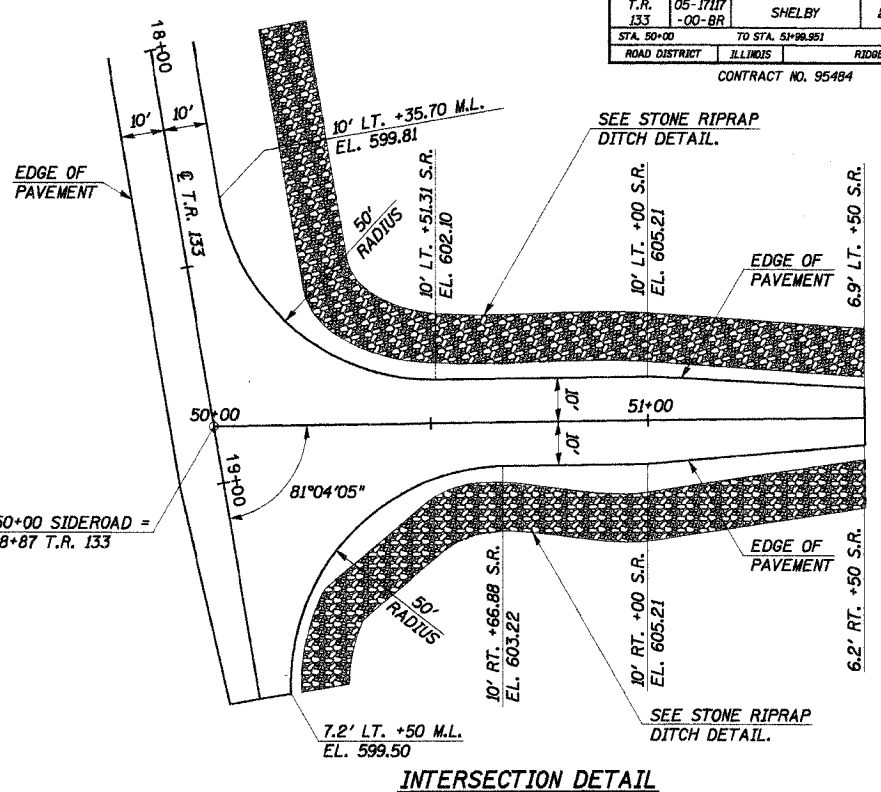 T.R. 133
05-17117 -00-BR
SHELBY
STA. 50+00 TO STA. 51+99.951
ROAD DISTRICT ILLINOIS
CONTRACT NO. 95484
18+00
10'
10'
EDGE OF
PAVEMENT
℄ T.R. 133
10' LT. +35.70 M.L.
EL. 599.81
50'
RADIUS
SEE STONE RIPRAP
DITCH DETAIL.
10' LT. +51.31 S.R.
EL. 602.10
10' LT. +00 S.R.
EL. 605.21
6.9' LT. +50 S.R.
EDGE OF
PAVEMENT
50+00
10'
51+00
10'
19+00
81°04'05"
50+00 SIDEROAD =
8+87 T.R. 133
50'
RADIUS
10' RT. +66.88 S.R.
EL. 603.22
10' RT. +00 S.R.
EL. 605.21
EDGE OF
PAVEMENT
6.2' RT. +50 S.R.
7.2' LT. +50 M.L.
EL. 599.50
SEE STONE RIPRAP
DITCH DETAIL.
INTERSECTION DETAIL